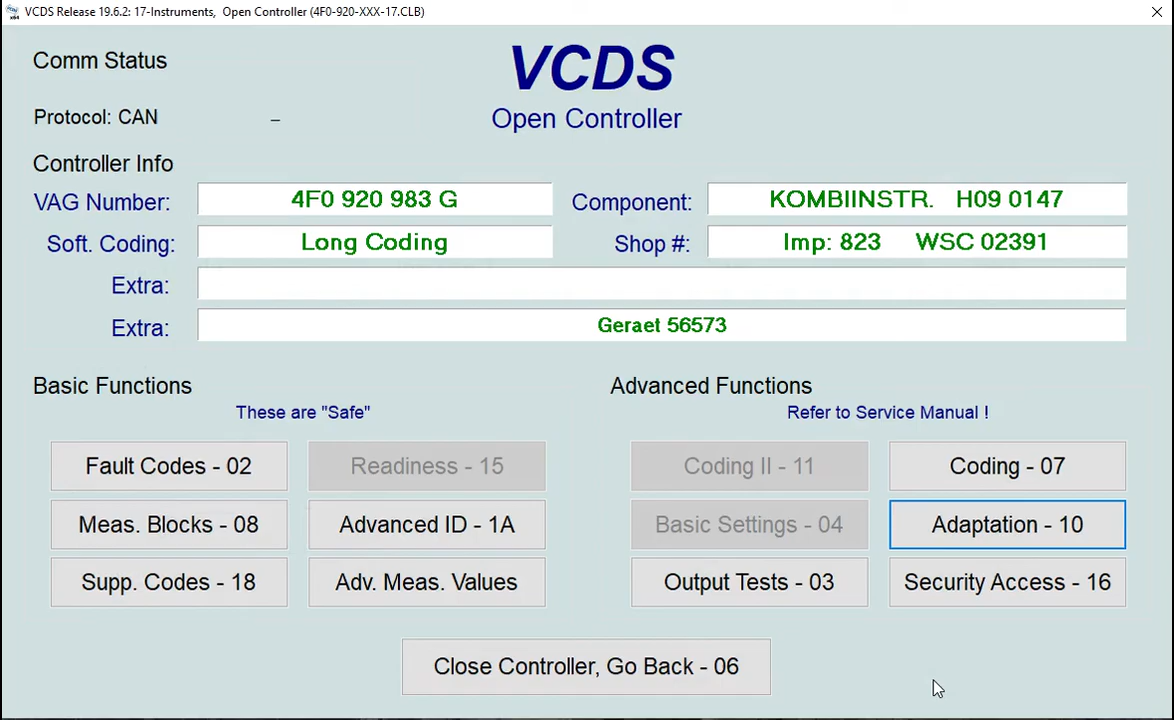 VCDS Release 19.6.2: 17-Instruments, Open Controller (4F0-920-XXX-17.CLB)
Comm Status
VCDS
Open Controller
Protocol: CAN –
Controller Info
VAG Number: 4F0 920 983 G Component: KOMBIINSTR. H09 0147
Soft. Coding: Long Coding Shop #: Imp: 823 WSC 02391
Extra:
Extra: Geraet 56573
Basic Functions Advanced Functions
These are "Safe" Refer to Service Manual !
Fault Codes - 02 Readiness - 15 Coding II - 11 Coding - 07
Meas. Blocks - 08 Advanced ID - 1A Basic Settings - 04 Adaptation - 10
Supp. Codes - 18 Adv. Meas. Values Output Tests - 03 Security Access - 16
Close Controller, Go Back - 06